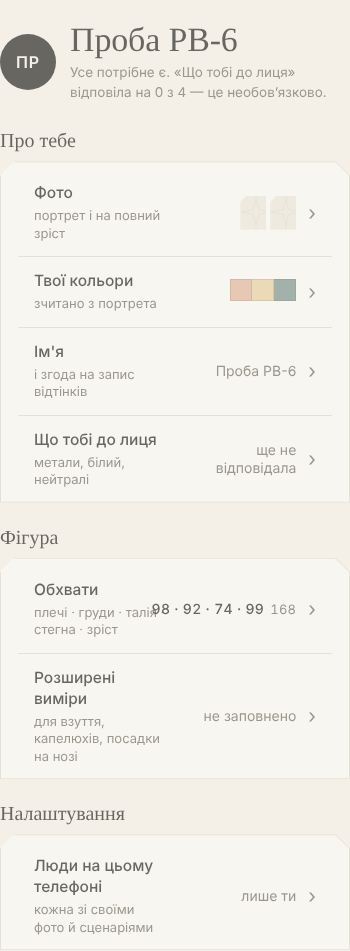 ПР
Проба PB-6
Усе потрібне є. «Що тобі до лиця»
відповіла на 0 з 4 — це необов'язково.
Про тебе
Фото
портрет і на повний
зріст
Твої кольори
зчитано з портрета
Ім'я
і згода на запис
відтінків
Проба PB-6
Що тобі до лиця
метали, білий,
нейтралі
ще не
відповідала
Фігура
Обхвати
плечі · груди · талія
стегна · зріст
98 · 92 · 74 · 99 168
Розширені
виміри
для взуття,
капелюхів, посадки
на нозі
не заповнено
Налаштування
Люди на цьому
телефоні
кожна зі своїми
фото й сценаріями
лише ти